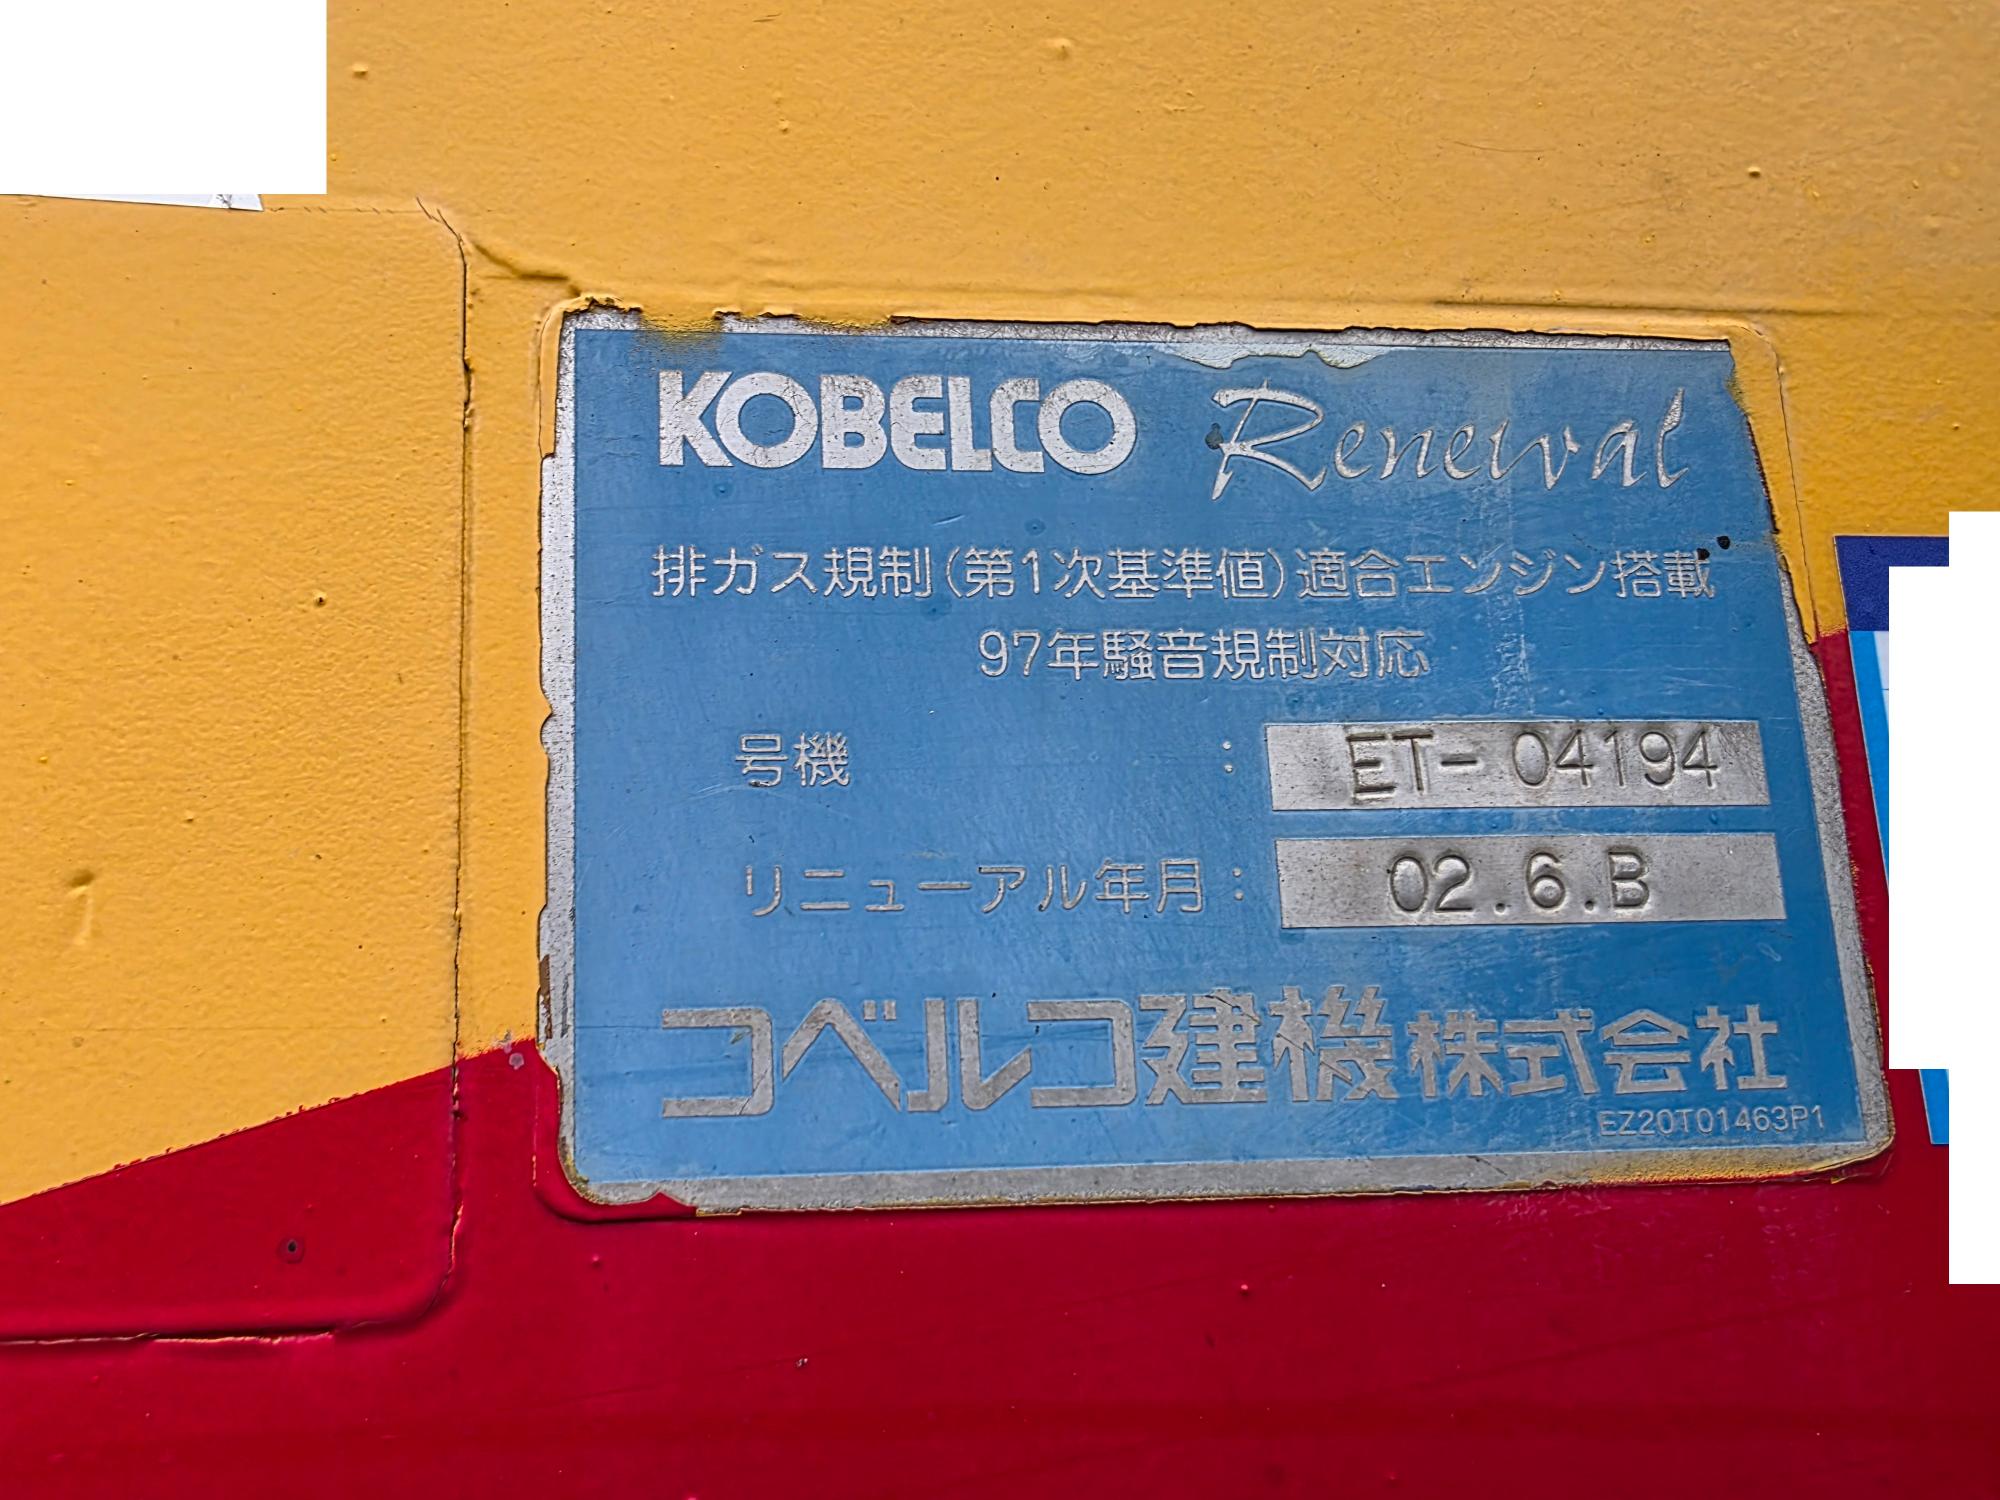 KOBELCO Renewal
排ガス規制(第1次基準値)適合エンジン搭載
97年騒音規制対応
号機 : ET-04194
リニューアル年月 : 02.6.B
コベルコ建機株式会社
EZ20T01463P1